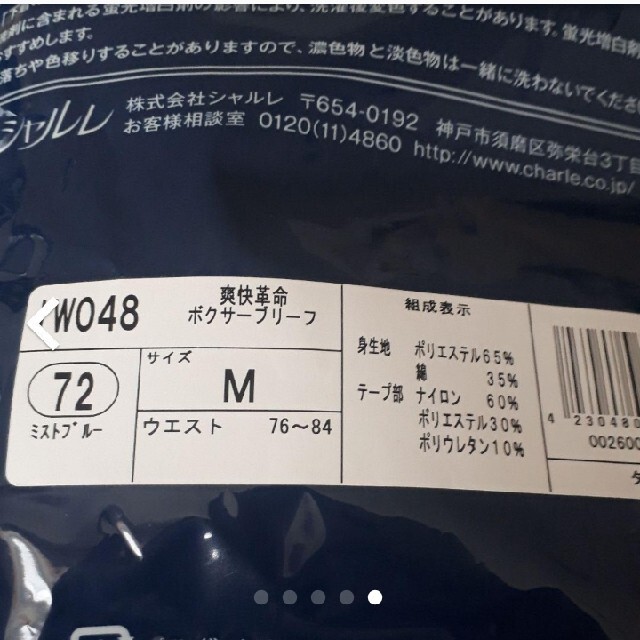 剤に含まれる蛍光増白剤の影響により、洗濯後変色することがあります。蛍光増白
すすめします。
落ちや色移りすることがありますので、濃色物と淡色物は一緒に洗わないでくださ
シャルレ 株式会社シャルレ 〒654-0192 神戸市須磨区弥栄台3丁
お客様相談室 0120(11)4860 http://www.charle.co.jp/
W048 爽快革命
ボクサーブリーフ
72
ミストブルー
サイズ
M
ウエスト 76〜84
組成表示
身生地 ポリエステル65%
綿 35%
テープ部 ナイロン 60%
ポリエステル30%
ポリウレタン10%
4 230480
002600